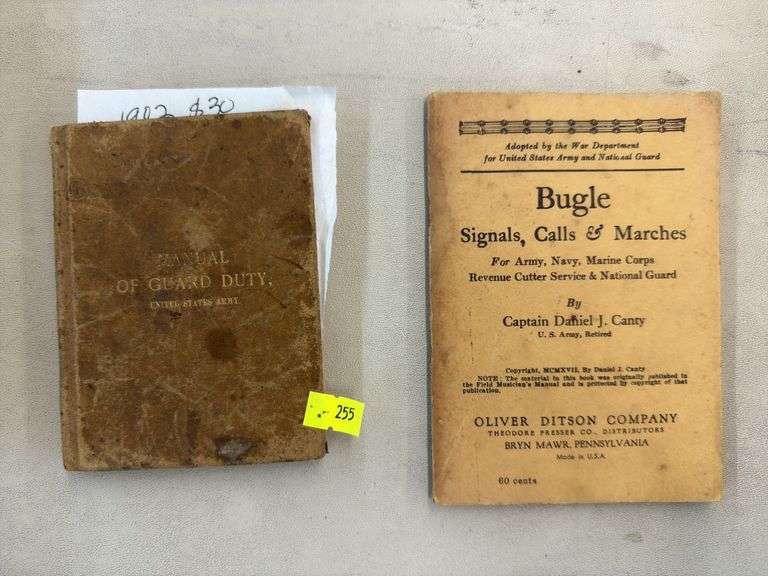 1902 $30
MANUAL
OF GUARD DUTY,
UNITED STATES ARMY.
255
Adopted by the War Department
for United States Army and National Guard
Bugle
Signals, Calls & Marches
For Army, Navy, Marine Corps
Revenue Cutter Service & National Guard
By
Captain Daniel J. Canty
U. S. Army, Retired
Copyright, MCMXVII, By Daniel J. Canty
NOTE: The material in this book was originally published in
the Field Musician's Manual and is protected by copyright of that
publication.
OLIVER DITSON COMPANY
THEODORE PRESSER CO., DISTRIBUTORS
BRYN MAWR, PENNSYLVANIA
Made in U.S.A.
60 cents